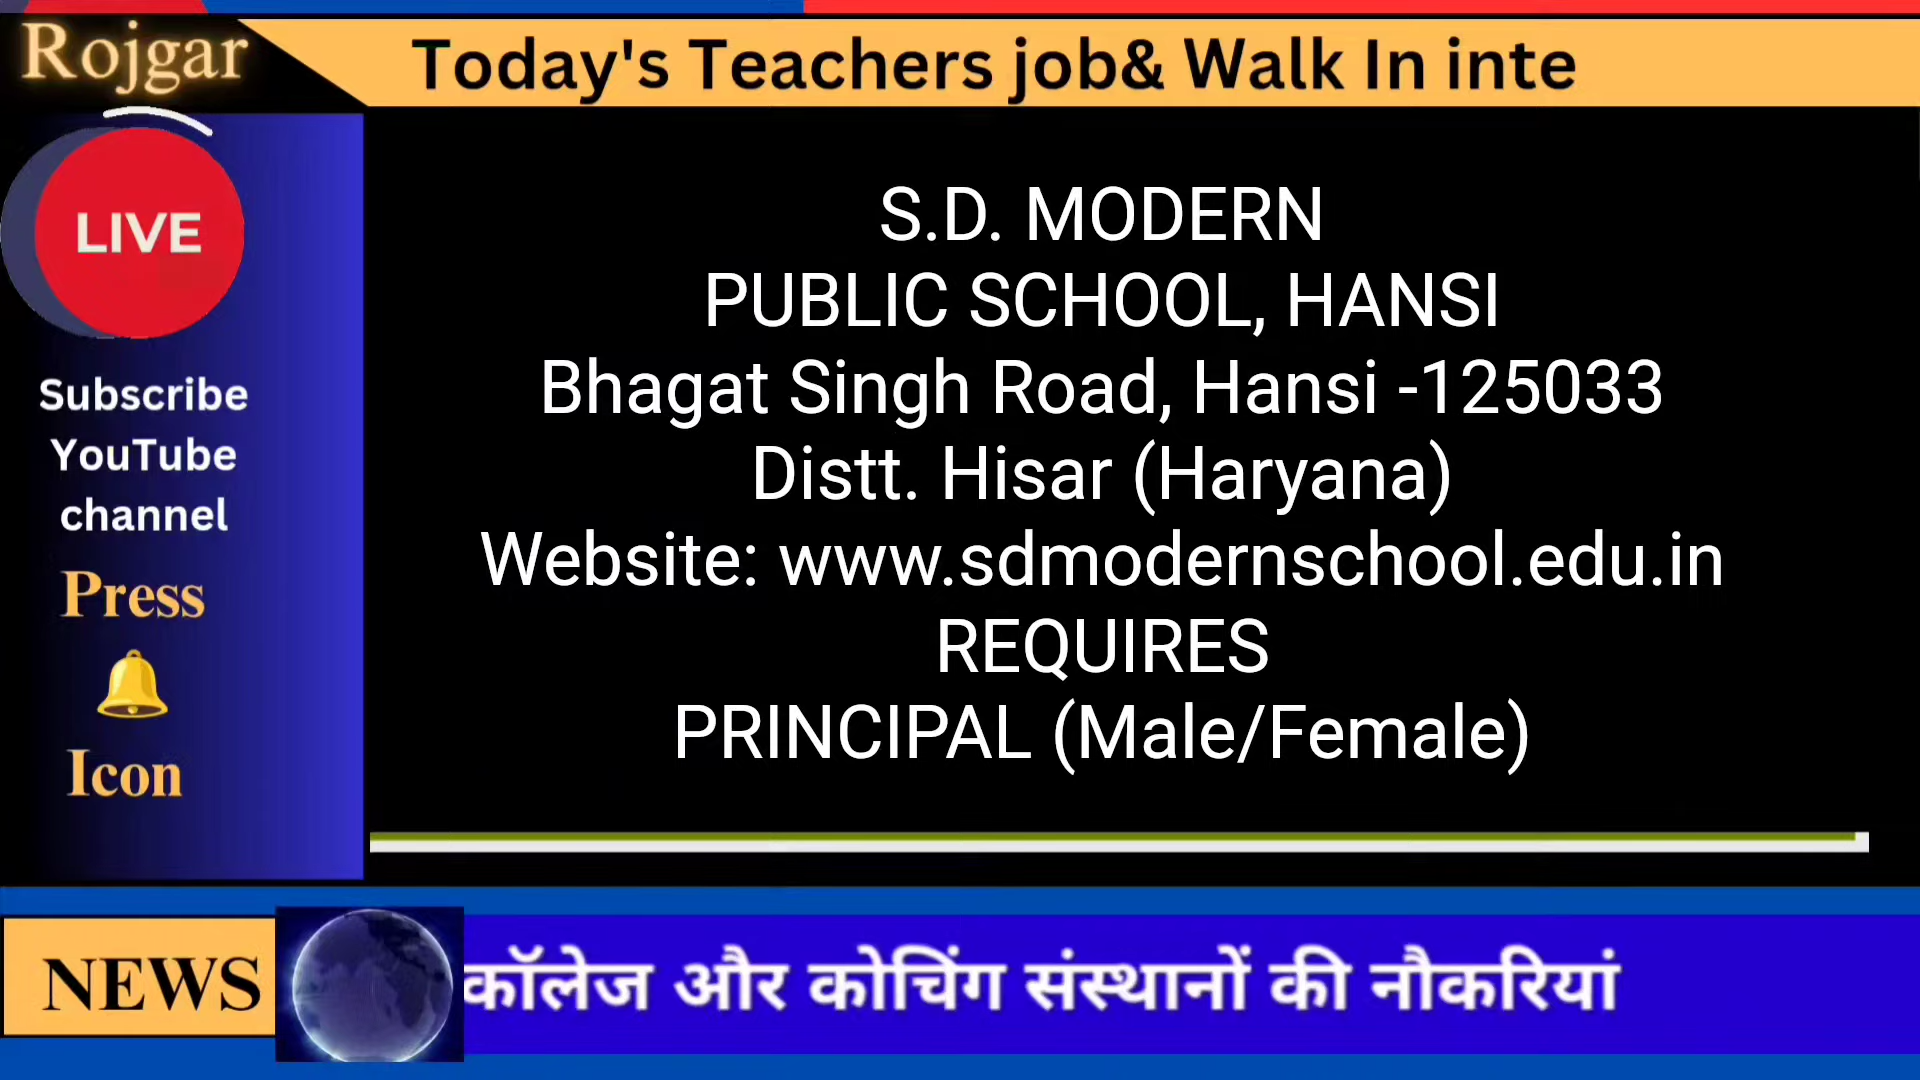 Rojgar
Today's Teachers job& Walk In inte
LIVE
Subscribe
YouTube
channel
Press
Icon
S.D. MODERN
PUBLIC SCHOOL, HANSI
Bhagat Singh Road, Hansi -125033
Distt. Hisar (Haryana)
Website: www.sdmodernschool.edu.in
REQUIRES
PRINCIPAL (Male/Female)
NEWS
कॉलेज और कोचिंग संस्थानों की नौकरियां